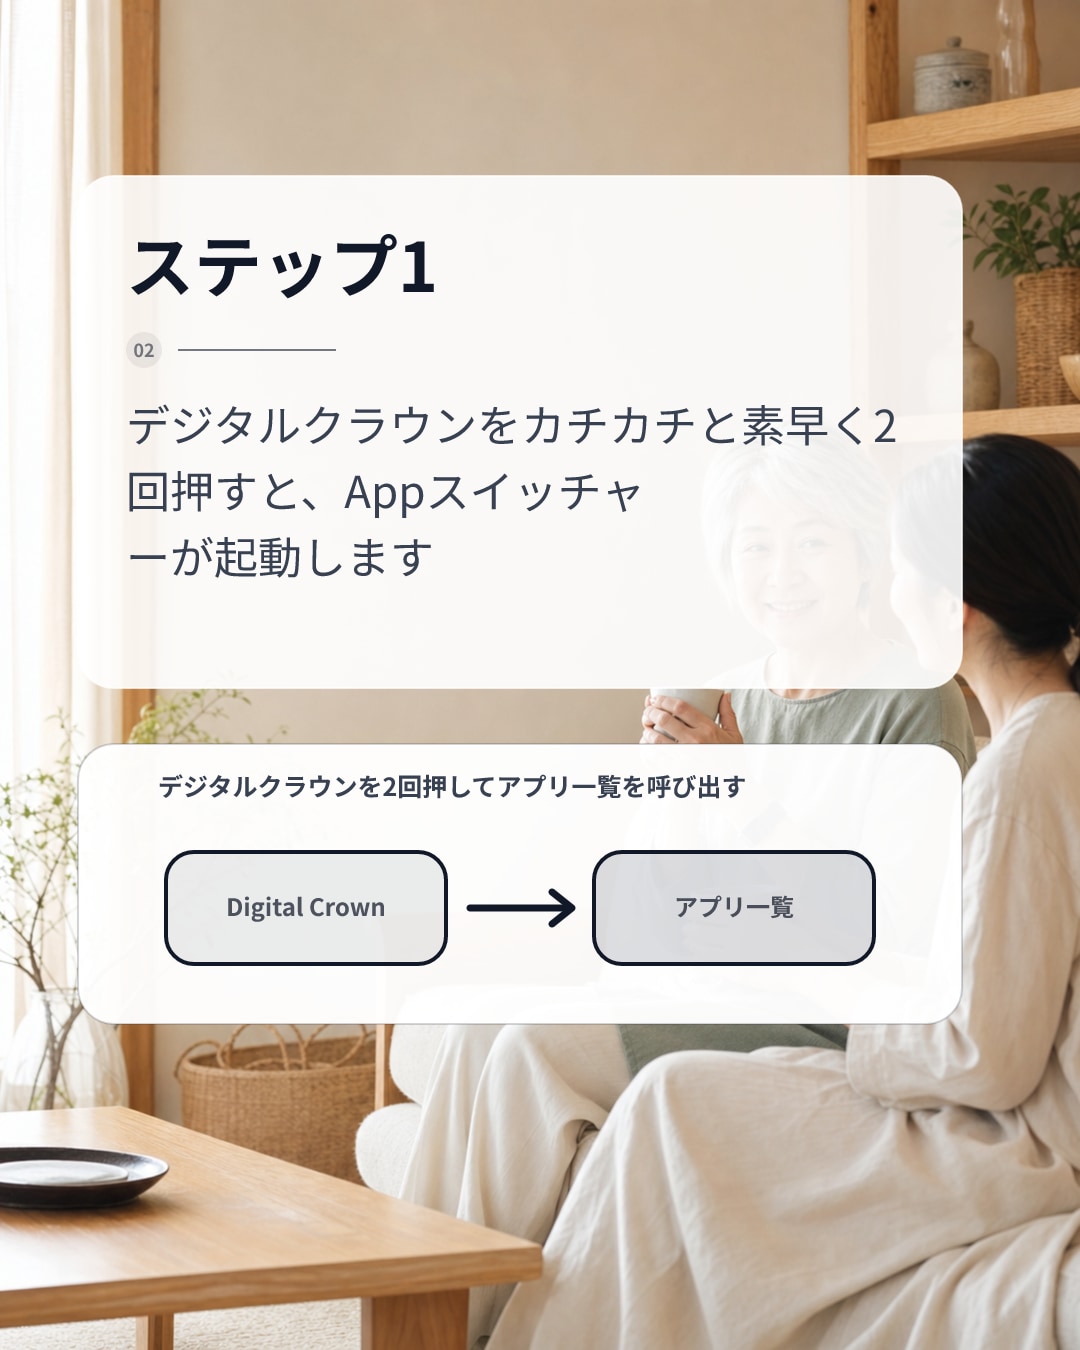 ステップ1
02
デジタルクラウンをカチカチと素早く2
回押すと、Appスイッチャ
ーが起動します
デジタルクラウンを2回押してアプリ一覧を呼び出す
Digital Crown
アプリ一覧